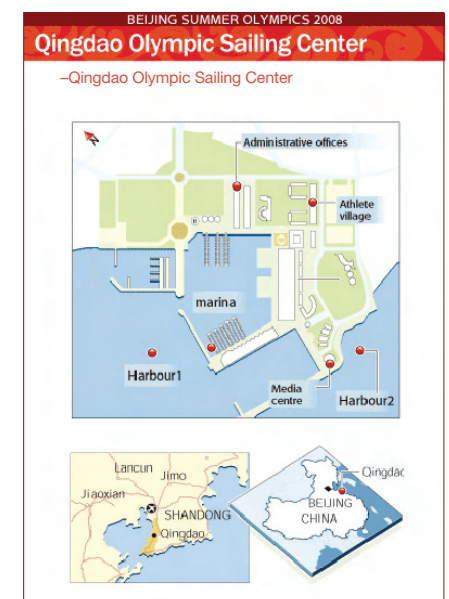 BEIJING SUMMER OLYMPICS 2008
Qingdao Olympic Sailing Center
–Qingdao Olympic Sailing Center
N
Administrative offices
Athlete
village
marina
Harbour1
Media
centre
Harbour2
Lancun
Jimo
Jiaoxian
SHANDONG
Qingdao
Qingdao
BEIJING
CHINA